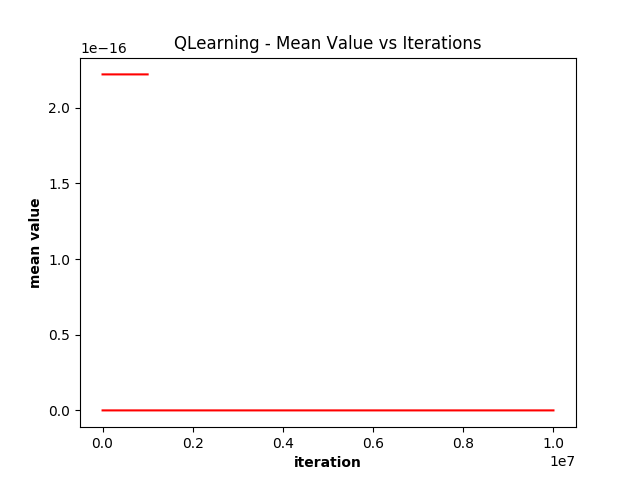 QLearning - Mean Value vs Iterations
1e−16
2.0
1.5
1.0
0.5
0.0
mean value
0.0 0.2 0.4 0.6 0.8 1.0
1e7
iteration